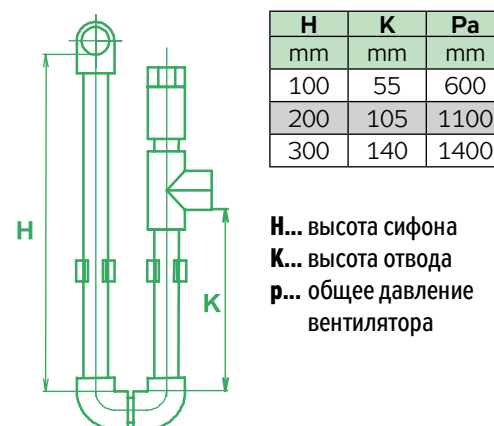 H K Pa
mm mm mm
100 55 600
200 105 1100
300 140 1400
H
K
H... высота сифона
K... высота отвода
p... общее давление
вентилятора